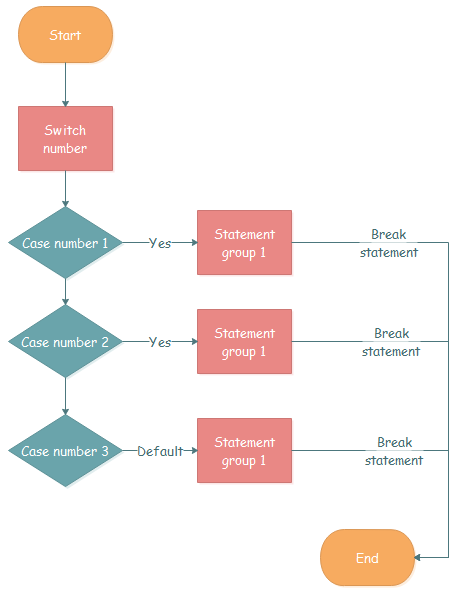 Start
Switch
number
Case number 1
Yes
Statement
group 1
Break
statement
Case number 2
Yes
Statement
group 1
Break
statement
Case number 3
Default
Statement
group 1
Break
statement
End